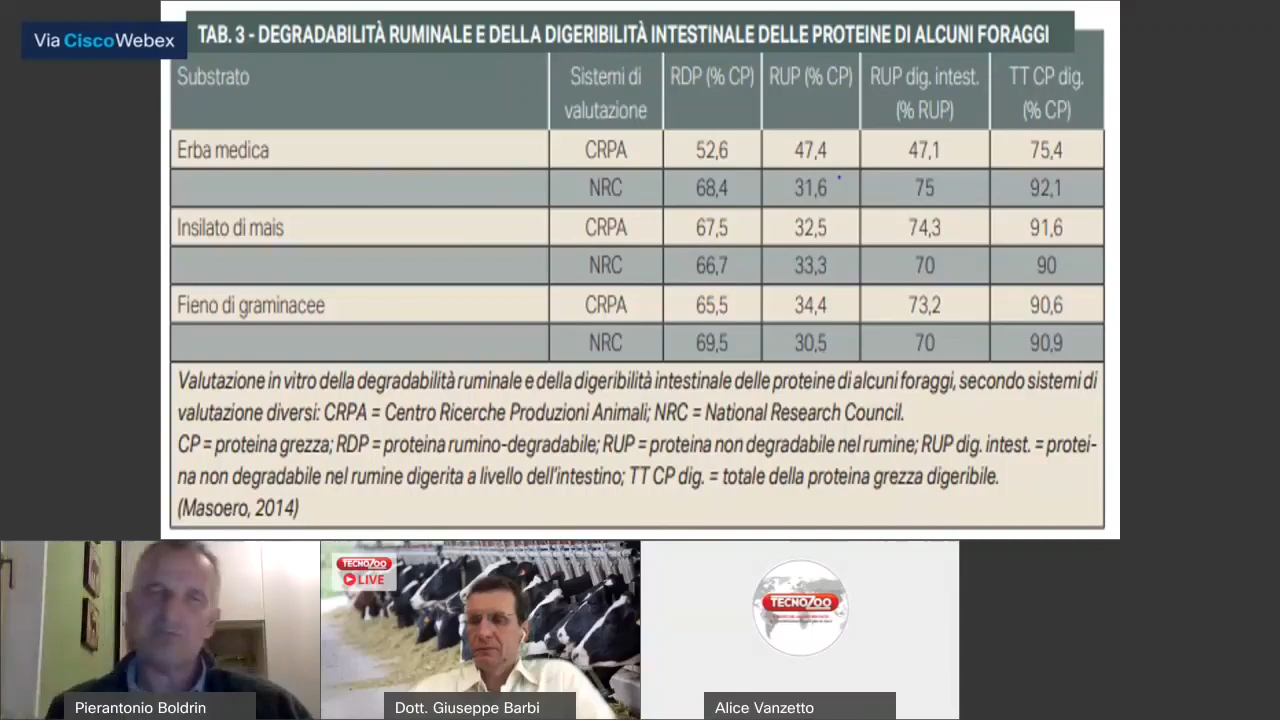 Via Cisco Webex
TAB. 3 - DEGRADABILITÀ RUMINALE E DELLA DIGERIBILITÀ INTESTINALE DELLE PROTEINE DI ALCUNI FORAGGI
Substrato Sistemi di valutazione RDP (% CP) RUP (% CP) RUP dig. intest. (% RUP) TT CP dig. (% CP)
Erba medica CRPA 52,6 47,4 47,1 75,4
NRC 68,4 31,6 75 92,1
Insilato di mais CRPA 67,5 32,5 74,3 91,6
NRC 66,7 33,3 70 90
Fieno di graminacee CRPA 65,5 34,4 73,2 90,6
NRC 69,5 30,5 70 90,9
Valutazione in vitro della degradabilità ruminale e della digeribilità intestinale delle proteine di alcuni foraggi, secondo sistemi di
valutazione diversi: CRPA = Centro Ricerche Produzioni Animali; NRC = National Research Council.
CP = proteina grezza; RDP = proteina rumino-degradabile; RUP = proteina non degradabile nel rumine; RUP dig. intest. = protei-
na non degradabile nel rumine digerita a livello dell'intestino; TT CP dig. = totale della proteina grezza digeribile.
(Masoero, 2014)
TECNOZOO
LIVE
TECNOZOO
Pierantonio Boldrin
Dott. Giuseppe Barbi
Alice Vanzetto